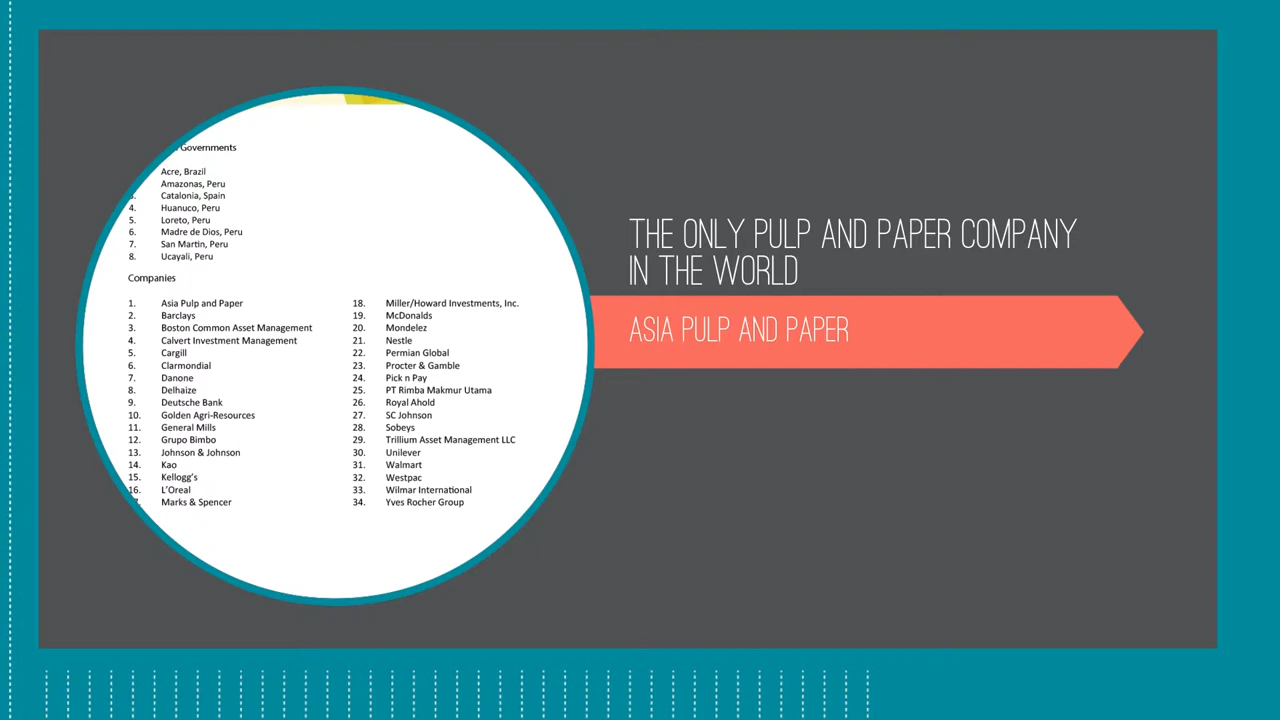 Governments
Acre, Brazil
Amazonas, Peru
3. Catalonia, Spain
4. Huanuco, Peru
5. Loreto, Peru
6. Madre de Dios, Peru
7. San Martin, Peru
8. Ucayali, Peru
Companies
1. Asia Pulp and Paper
2. Barclays
3. Boston Common Asset Management
4. Calvert Investment Management
5. Cargill
6. Clarmondial
7. Danone
8. Delhaize
9. Deutsche Bank
10. Golden Agri-Resources
11. General Mills
12. Grupo Bimbo
13. Johnson & Johnson
14. Kao
15. Kellogg's
16. L'Oreal
Marks & Spencer
18. Miller/Howard Investments, Inc.
19. McDonalds
20. Mondelez
21. Nestle
22. Permian Global
23. Procter & Gamble
24. Pick n Pay
25. PT Rimba Makmur Utama
26. Royal Ahold
27. SC Johnson
28. Sobeys
29. Trillium Asset Management LLC
30. Unilever
31. Walmart
32. Westpac
33. Wilmar International
34. Yves Rocher Group
THE ONLY PULP AND PAPER COMPANY
IN THE WORLD
ASIA PULP AND PAPER